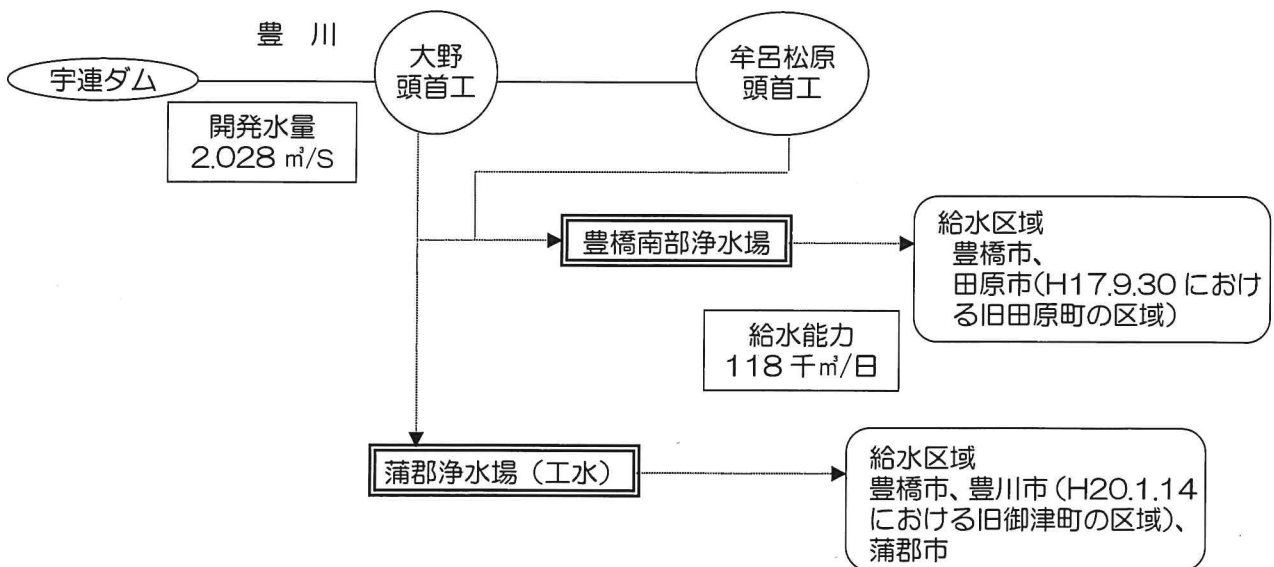 豊　川
宇連ダム
大野
頭首工
牟呂松原
頭首工
開発水量
2.028 ㎥/S
豊橋南部浄水場
給水区域
豊橋市、
田原市(H17.9.30 におけ
る旧田原町の区域)
給水能力
118 千㎥/日
蒲郡浄水場（工水）
給水区域
豊橋市、豊川市 (H20.1.14
における旧御津町の区域)、
蒲郡市